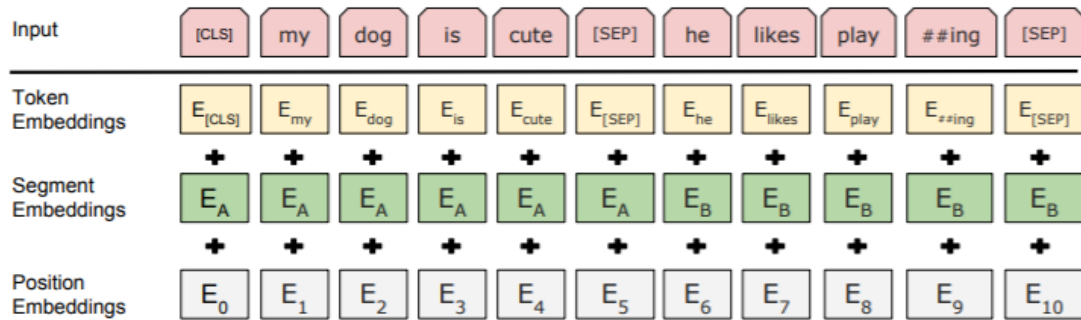 Input [CLS] my dog is cute [SEP] he likes play ##ing [SEP]
Token
Embeddings E[CLS] Emy Edog Eis Ecute E[SEP] Ehe Elikes Eplay E##ing E[SEP]
+ + + + + + + + + + +
Segment
Embeddings EA EA EA EA EA EA EB EB EB EB EB
+ + + + + + + + + + +
Position
Embeddings E0 E1 E2 E3 E4 E5 E6 E7 E8 E9 E10